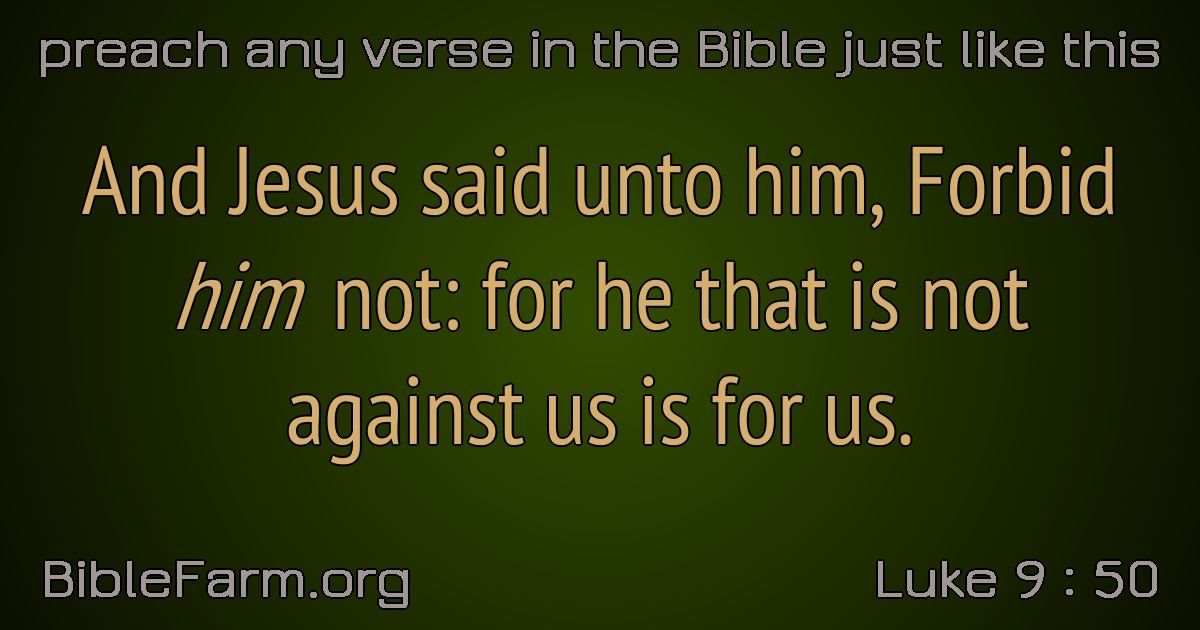 preach any verse in the Bible just like this
And Jesus said unto him, Forbid
him not: for he that is not
against us is for us.
BibleFarm.org
Luke 9 : 50